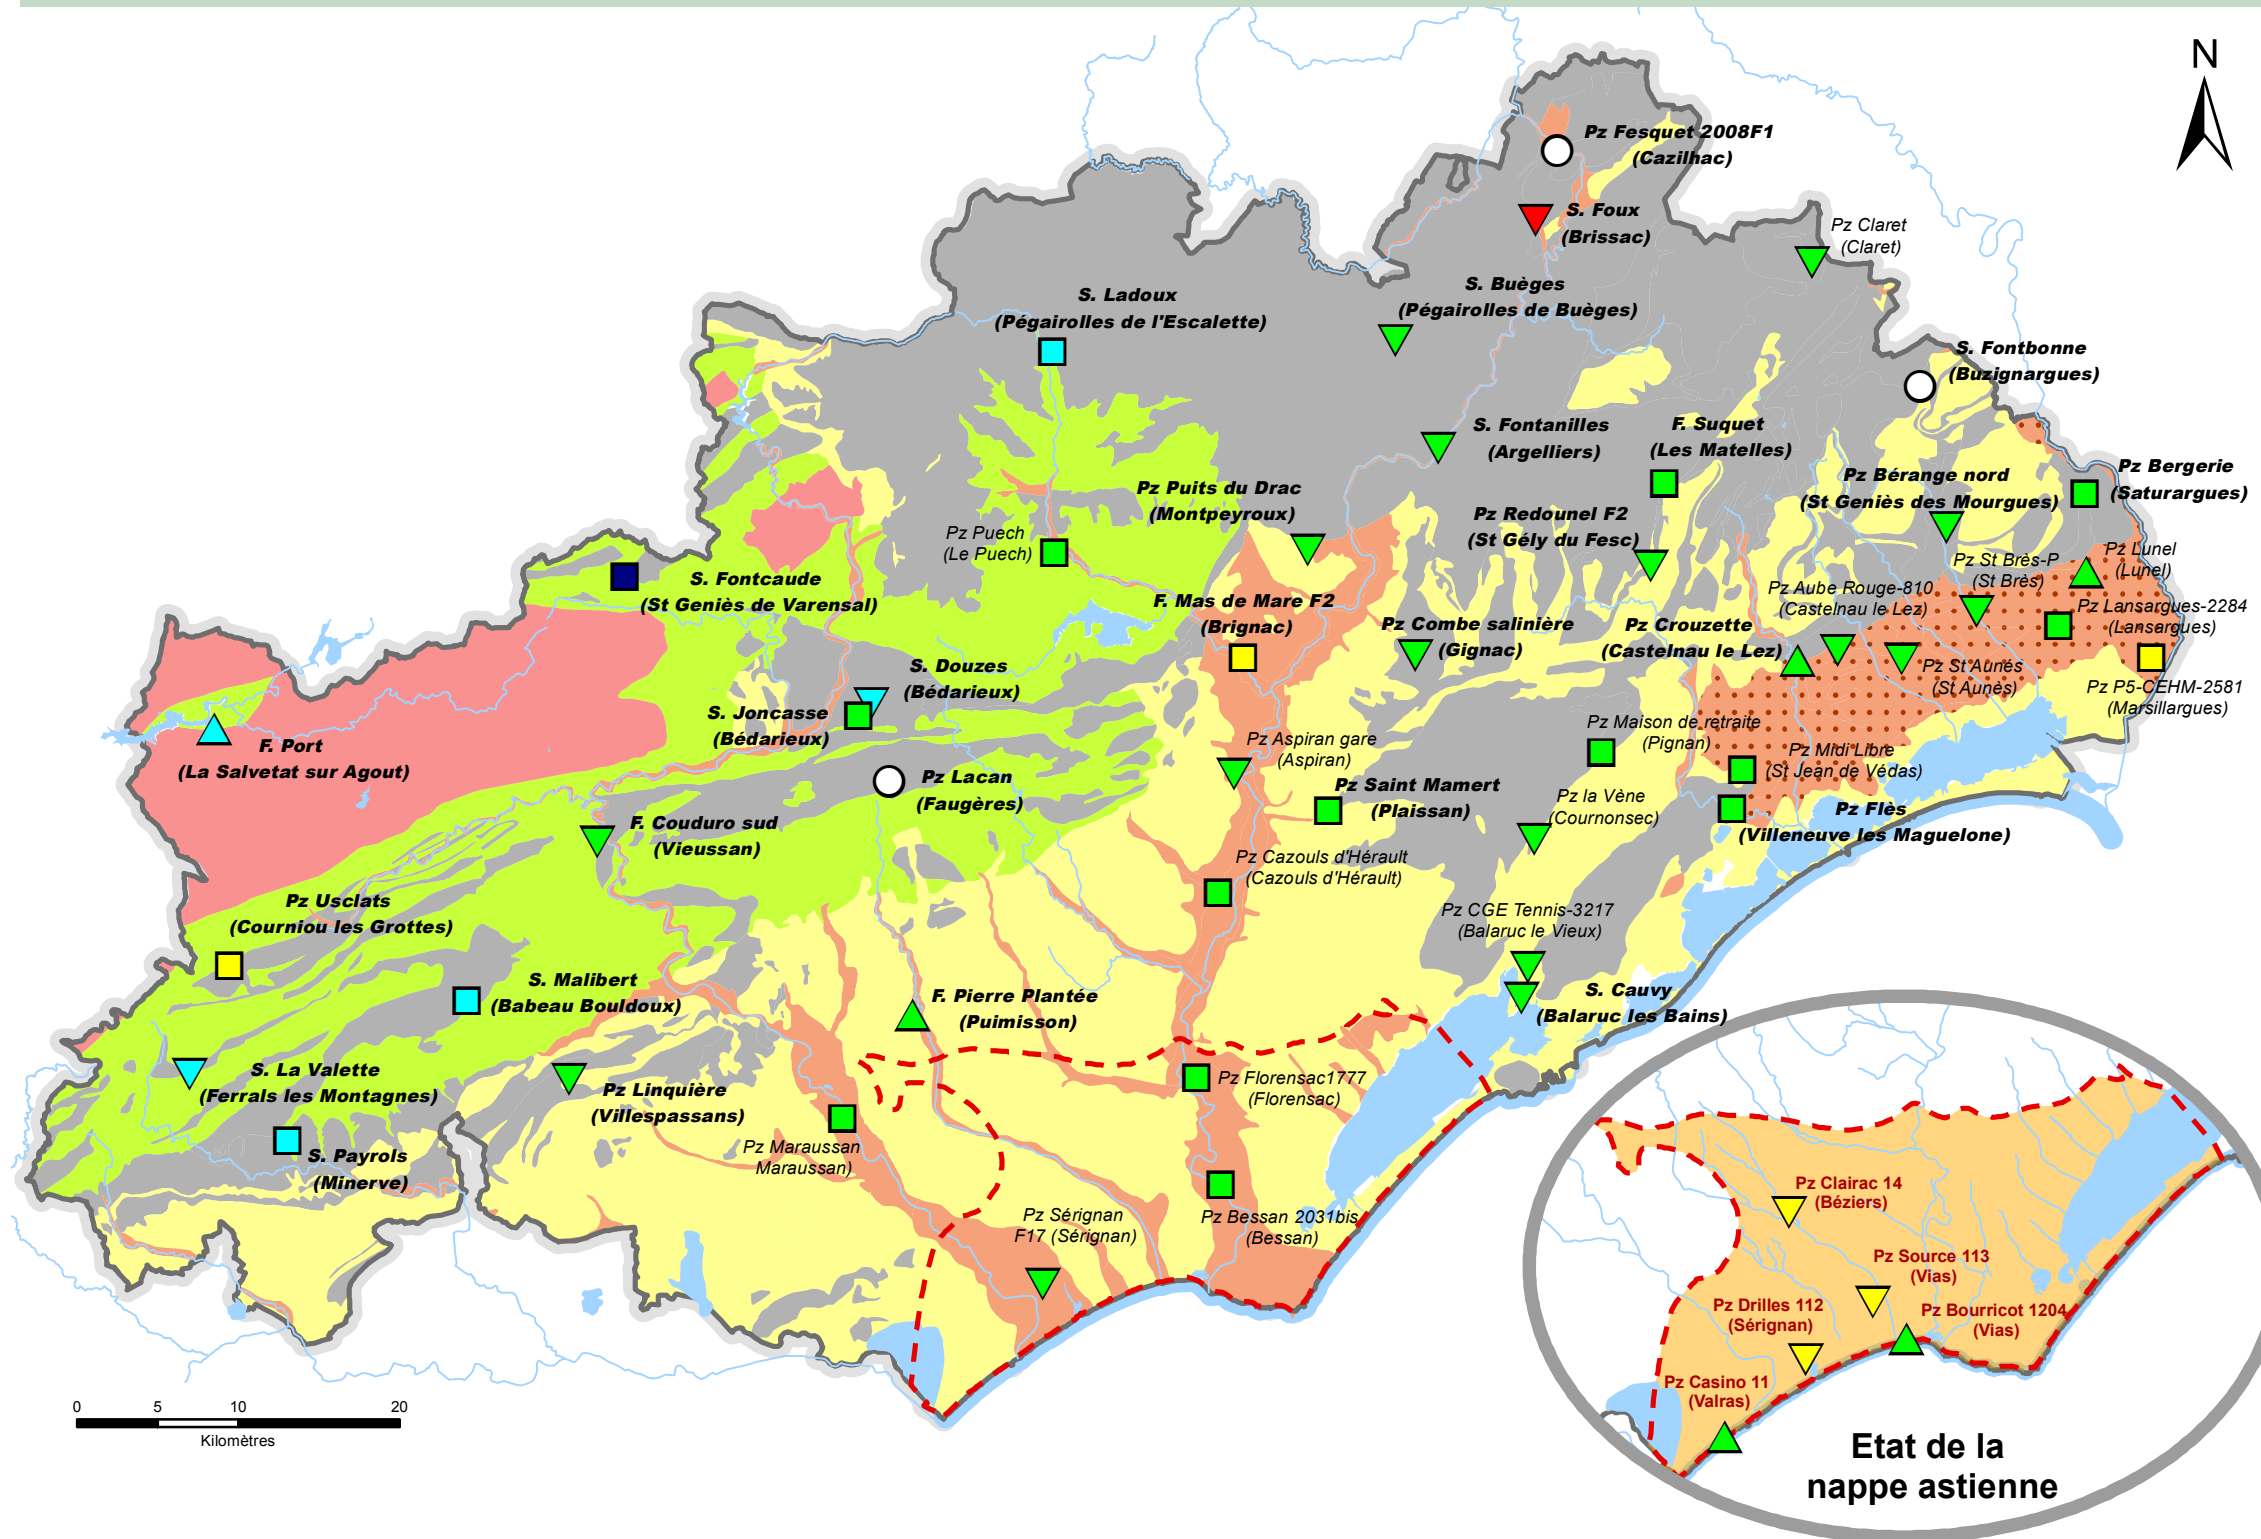 N
Pz Fesquet 2008F1
(Cazilhac)
S. Foux
(Brissac)
Pz Claret
(Claret)
S. Buèges
(Pégairolles de Buèges)
S. Ladoux
(Pégairolles de l'Escalette)
S. Fontbonne
(Buzignargues)
S. Fontanilles
(Argelliers)
F. Suquet
(Les Matelles)
Pz Bérange nord
(St Geniès des Mourgues)
Pz Bergerie
(Saturargues)
Pz Puits du Drac
(Montpeyroux)
Pz Redounel F2
(St Gély du Fesc)
Pz Puech
(Le Puech)
Pz St Brès-P
(St Brès)
Pz Lunel
(Lunel)
S. Fontcaude
(St Geniès de Varensal)
Pz Aube Rouge-810
(Castelnau le Lez)
F. Mas de Mare F2
(Brignac)
Pz Lansargues-2284
(Lansargues)
Pz Combe salinière
(Gignac)
Pz Crouzette
(Castelnau le Lez)
S. Douzes
(Bédarieux)
Pz St Aunés
(St Aunès)
Pz P5-CEHM-2581
(Marsillargues)
S. Joncasse
(Bédarieux)
Pz Maison de retraite
(Pignan)
F. Port
(La Salvetat sur Agout)
Pz Aspiran gare
(Aspiran)
Pz Midi Libre
(St Jean de Védas)
Pz Lacan
(Faugères)
Pz Saint Mamert
(Plaissan)
Pz la Vène
(Cournonsec)
Pz Flès
(Villeneuve les Maguelone)
F. Couduro sud
(Vieussan)
Pz Cazouls d'Hérault
(Cazouls d'Hérault)
Pz Usclats
(Courniou les Grottes)
Pz CGE Tennis-3217
(Balaruc le Vieux)
S. Malibert
(Babeau Bouldoux)
F. Pierre Plantée
(Puimisson)
S. Cauvy
(Balaruc les Bains)
S. La Valette
(Ferrals les Montagnes)
Pz Linquière
(Villespassans)
Pz Florensac1777
(Florensac)
Pz Maraussan
Maraussan)
S. Payrols
(Minerve)
Pz Sérignan
F17 (Sérignan)
Pz Bessan 2031bis
(Bessan)
Pz Clairac 14
(Béziers)
Pz Source 113
(Vias)
Pz Drilles 112
(Sérignan)
Pz Bourricot 1204
(Vias)
Pz Casino 11
(Valras)
Etat de la
nappe astienne
0 5 10 20
Kilomètres